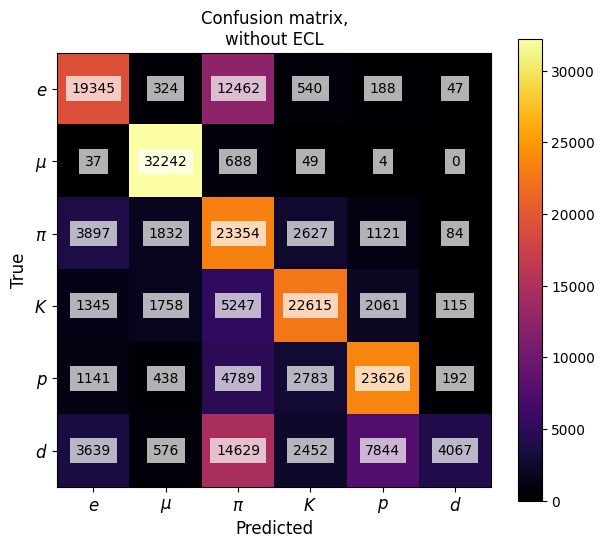 Confusion matrix,
without ECL
e 19345 324 12462 540 188 47
μ 37 32242 688 49 4 0
π 3897 1832 23354 2627 1121 84
K 1345 1758 5247 22615 2061 115
p 1141 438 4789 2783 23626 192
d 3639 576 14629 2452 7844 4067
e μ π K p d
Predicted
True
30000
25000
20000
15000
10000
5000
0